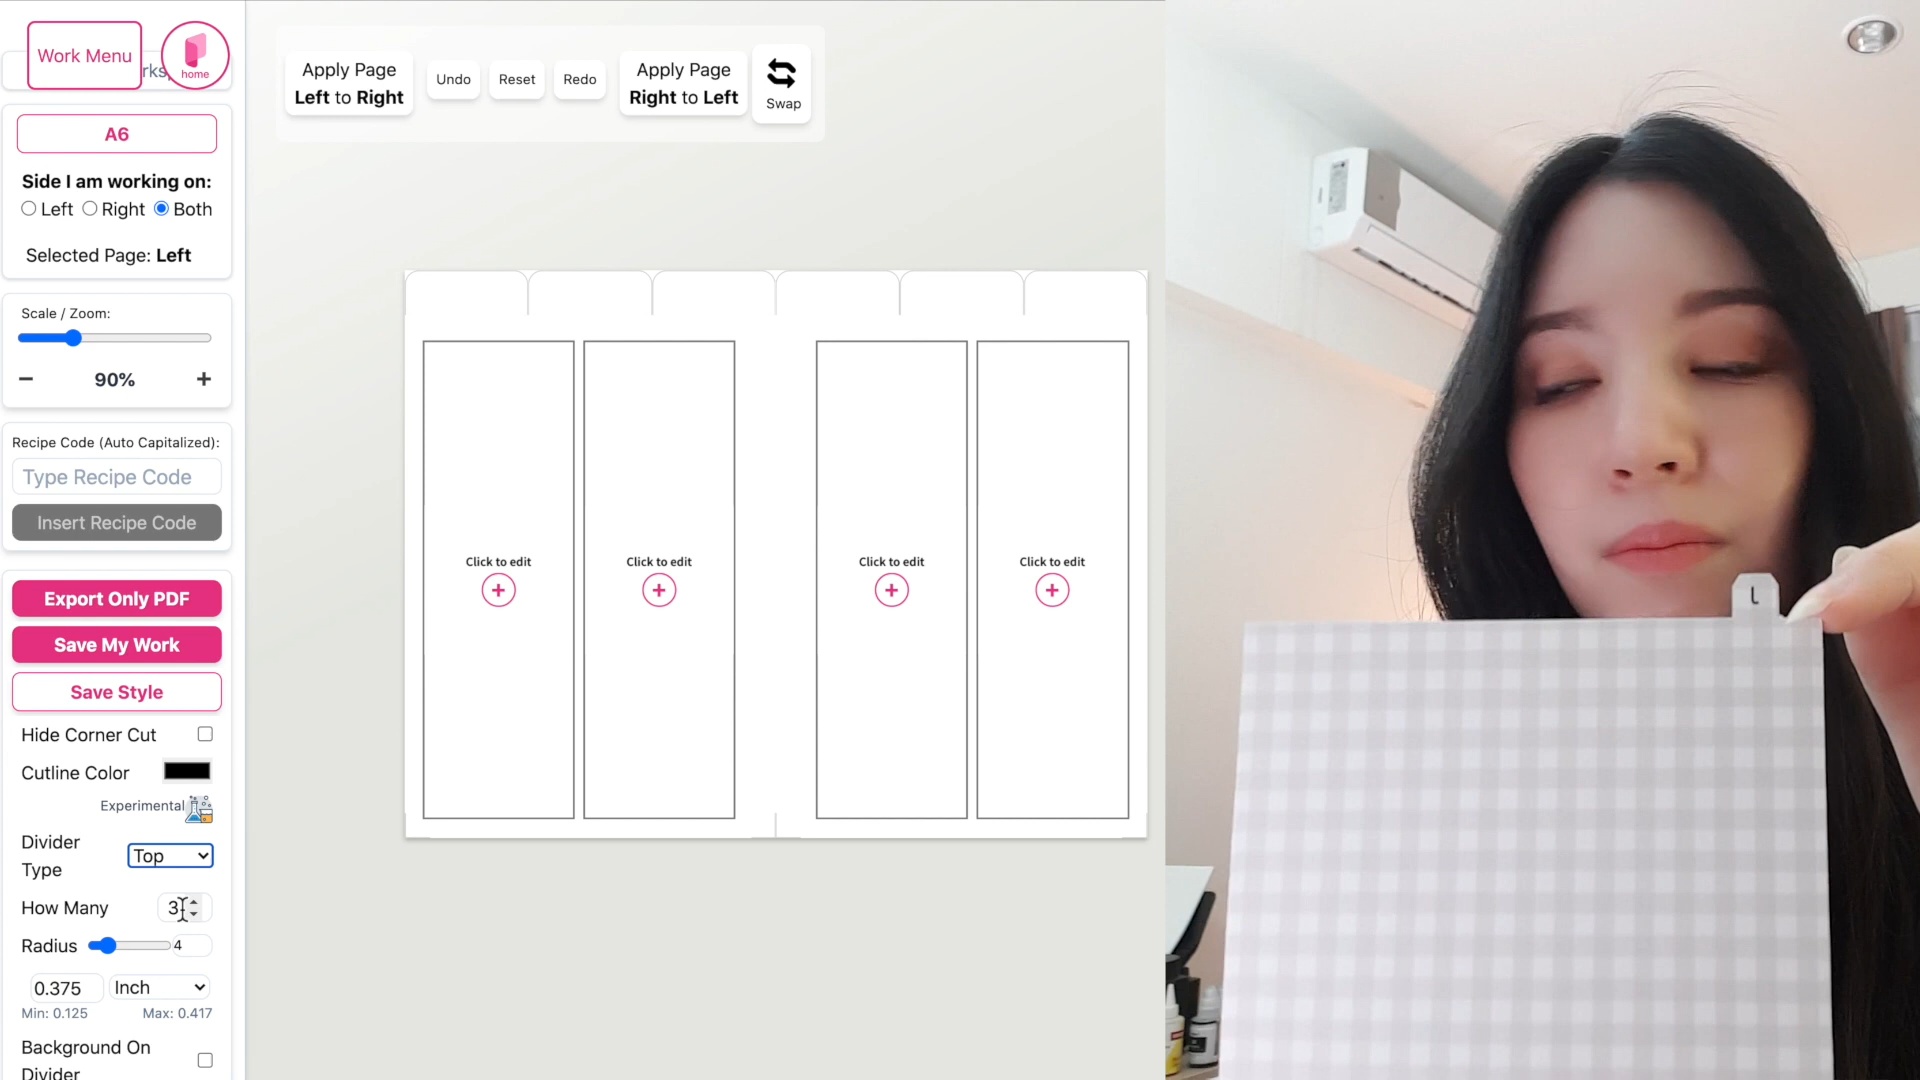 Work Menu
rks
home
A6
Side I am working on:
Left Right Both
Selected Page: Left
Scale / Zoom:
− 90% +
Recipe Code (Auto Capitalized):
Type Recipe Code
Insert Recipe Code
Export Only PDF
Save My Work
Save Style
Hide Corner Cut
Cutline Color
Experimental
Divider Type Top
How Many 3
Radius 4
0.375 Inch
Min: 0.125 Max: 0.417
Background On
Divider
Apply Page
Left to Right
Undo
Reset
Redo
Apply Page
Right to Left
Swap
Click to edit
+
Click to edit
+
Click to edit
+
Click to edit
+